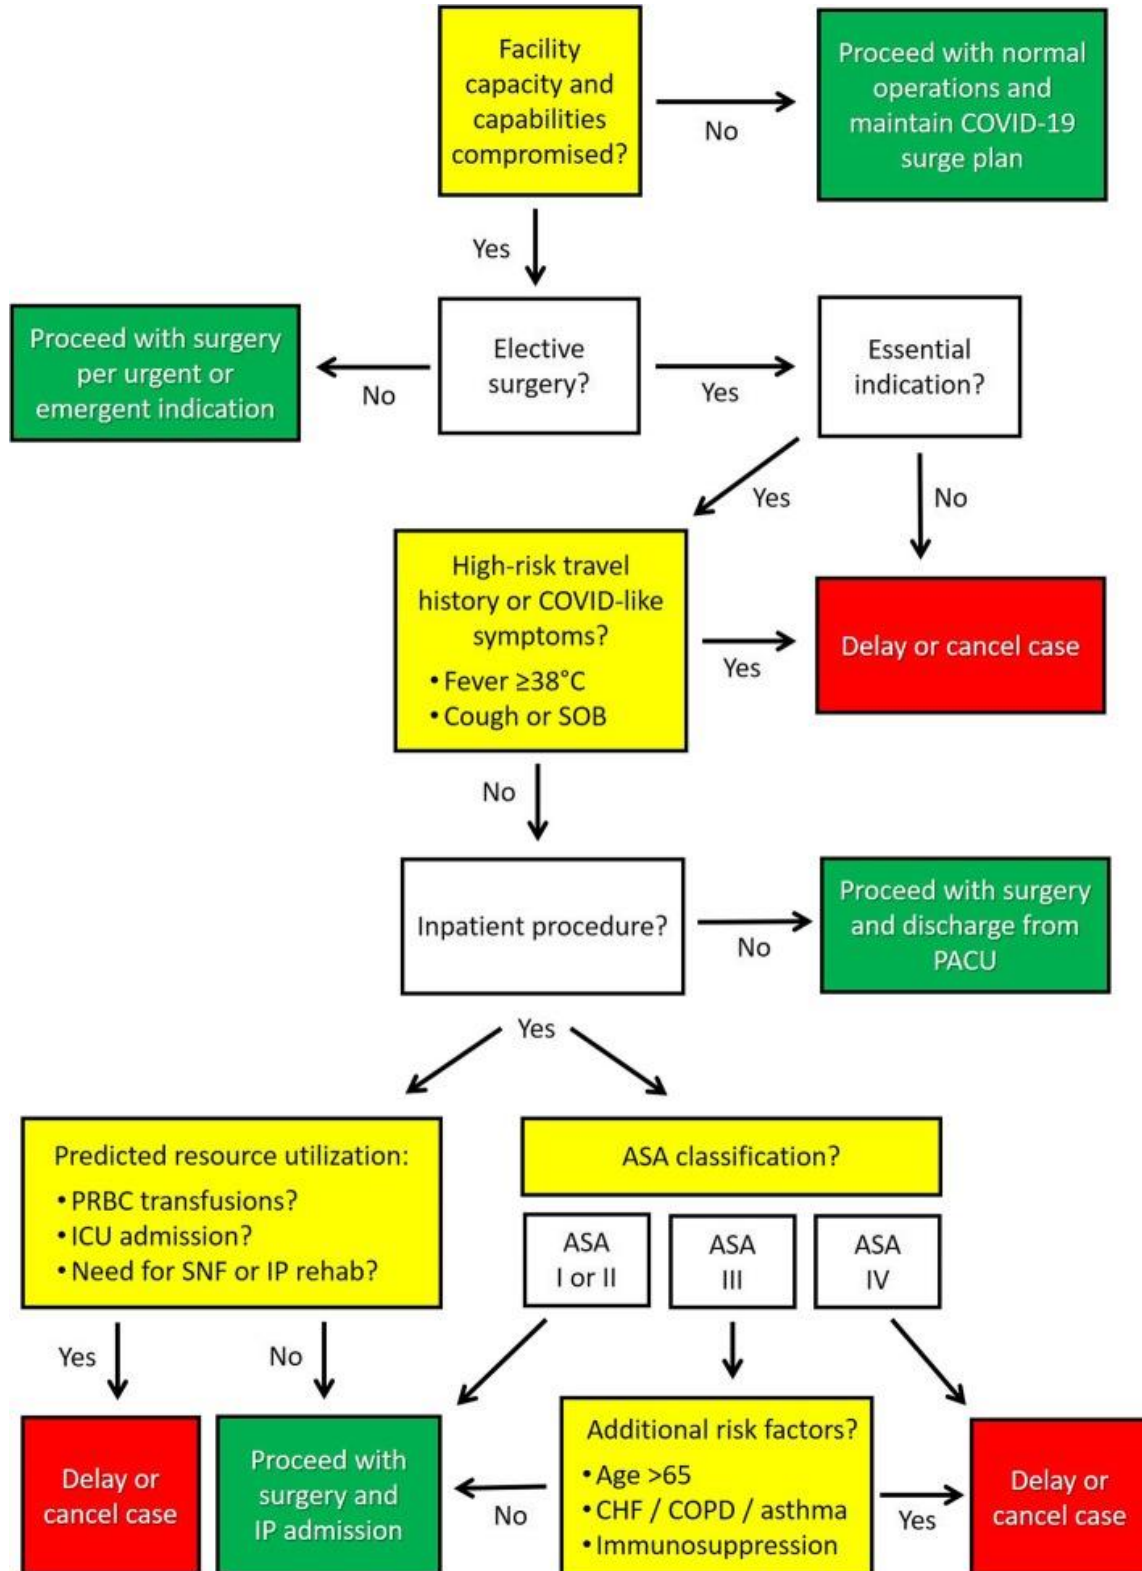 Facility
capacity and
capabilities
compromised?
No
Proceed with normal
operations and
maintain COVID-19
surge plan
Yes
Proceed with surgery
per urgent or
emergent indication
No
Elective
surgery?
Yes
Essential
indication?
Yes
No
High-risk travel
history or COVID-like
symptoms?
• Fever ≥38°C
• Cough or SOB
Yes
Delay or cancel case
No
Inpatient procedure?
No
Proceed with surgery
and discharge from
PACU
Yes
Predicted resource utilization:
• PRBC transfusions?
• ICU admission?
• Need for SNF or IP rehab?
ASA classification?
ASA
I or II
ASA
III
ASA
IV
Yes
No
Delay or
cancel case
Proceed with
surgery and
IP admission
No
Additional risk factors?
• Age >65
• CHF / COPD / asthma
• Immunosuppression
Yes
Delay or
cancel case